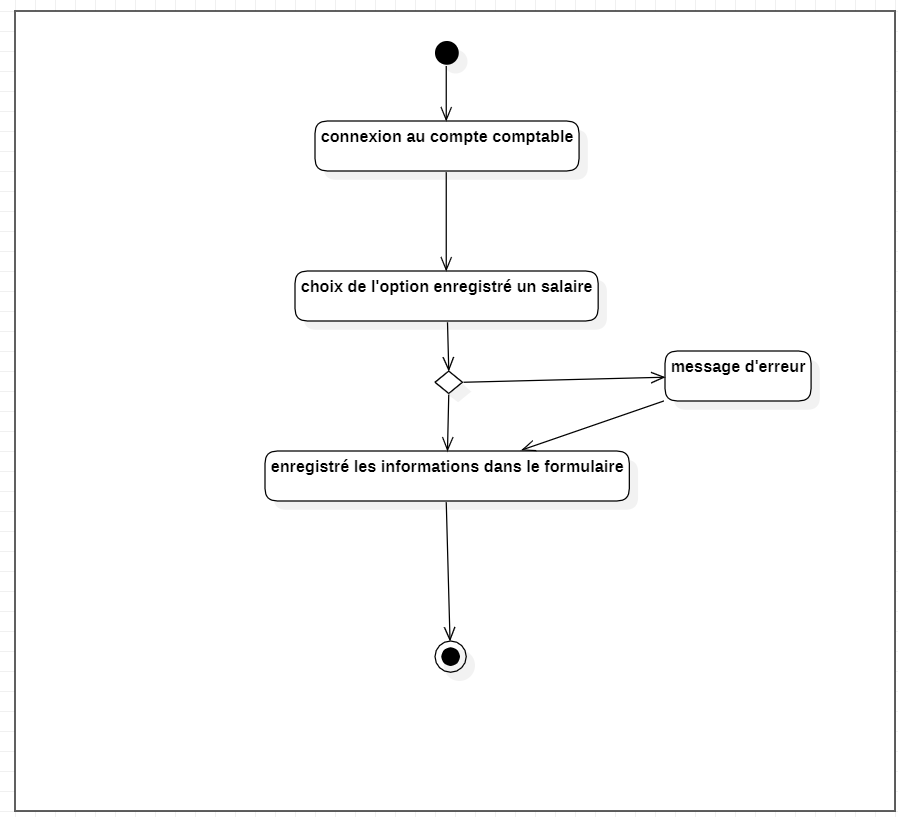 connexion au compte comptable
choix de l'option enregistré un salaire
message d'erreur
enregistré les informations dans le formulaire